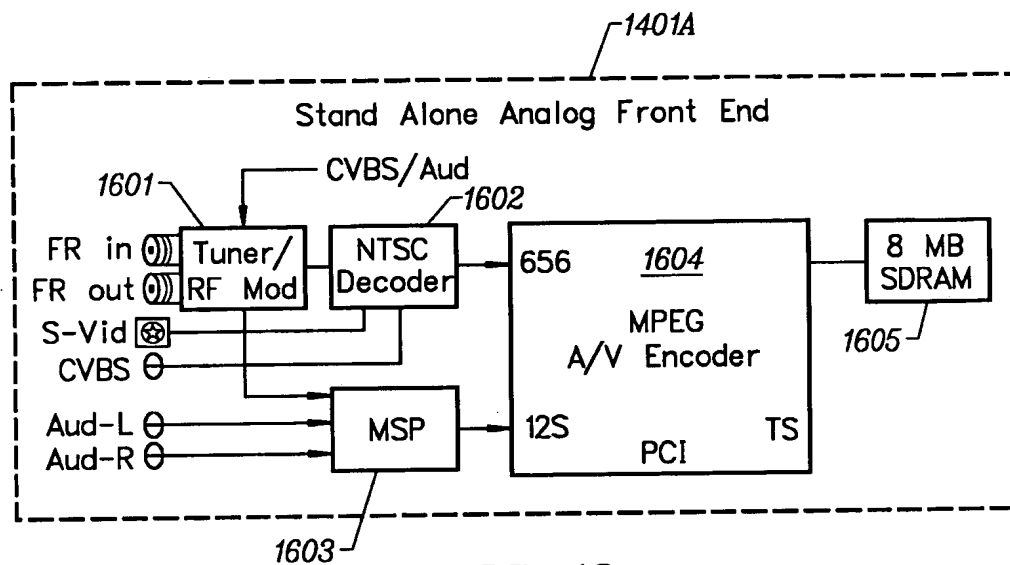 1401A
Stand Alone Analog Front End
CVBS/Aud
1601
1602
FR in
FR out
Tuner/
RF Mod
NTSC
Decoder
656
1604
8 MB
SDRAM
S-Vid
CVBS
MPEG
A/V Encoder
1605
Aud-L
Aud-R
MSP
12S
TS
PCI
1603